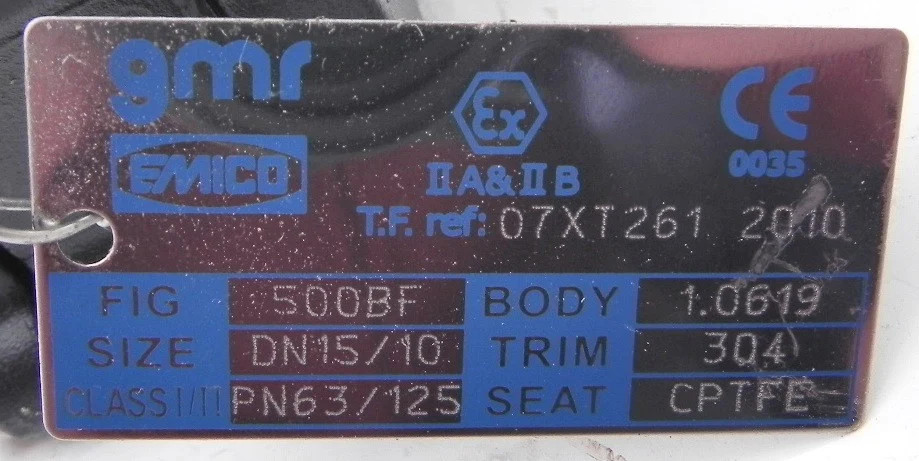 gmr
EMICO
Ex
CE
0035
II A & II B
T.F. ref: 07XT261 2010
FIG 500BF BODY 1.0619
SIZE DN15/10 TRIM 304
CLASS I/II PN63/125 SEAT CPTFE